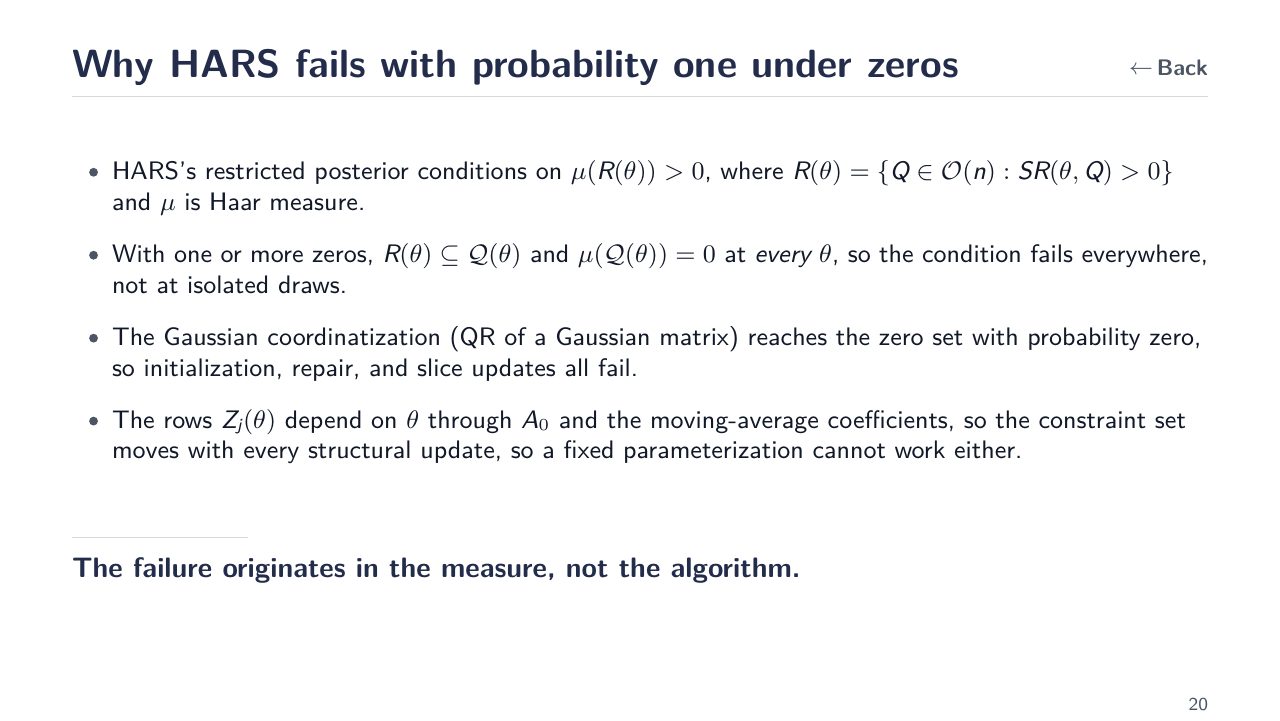 Why HARS fails with probability one under zeros
← Back
• HARS's restricted posterior conditions on μ(R(θ)) > 0, where R(θ) = {Q ∈ 𝒪(n) : SR(θ, Q) > 0}
and μ is Haar measure.
• With one or more zeros, R(θ) ⊆ 𝒬(θ) and μ(𝒬(θ)) = 0 at every θ, so the condition fails everywhere,
not at isolated draws.
• The Gaussian coordinatization (QR of a Gaussian matrix) reaches the zero set with probability zero,
so initialization, repair, and slice updates all fail.
• The rows Zⱼ(θ) depend on θ through A₀ and the moving-average coefficients, so the constraint set
moves with every structural update, so a fixed parameterization cannot work either.
The failure originates in the measure, not the algorithm.
20